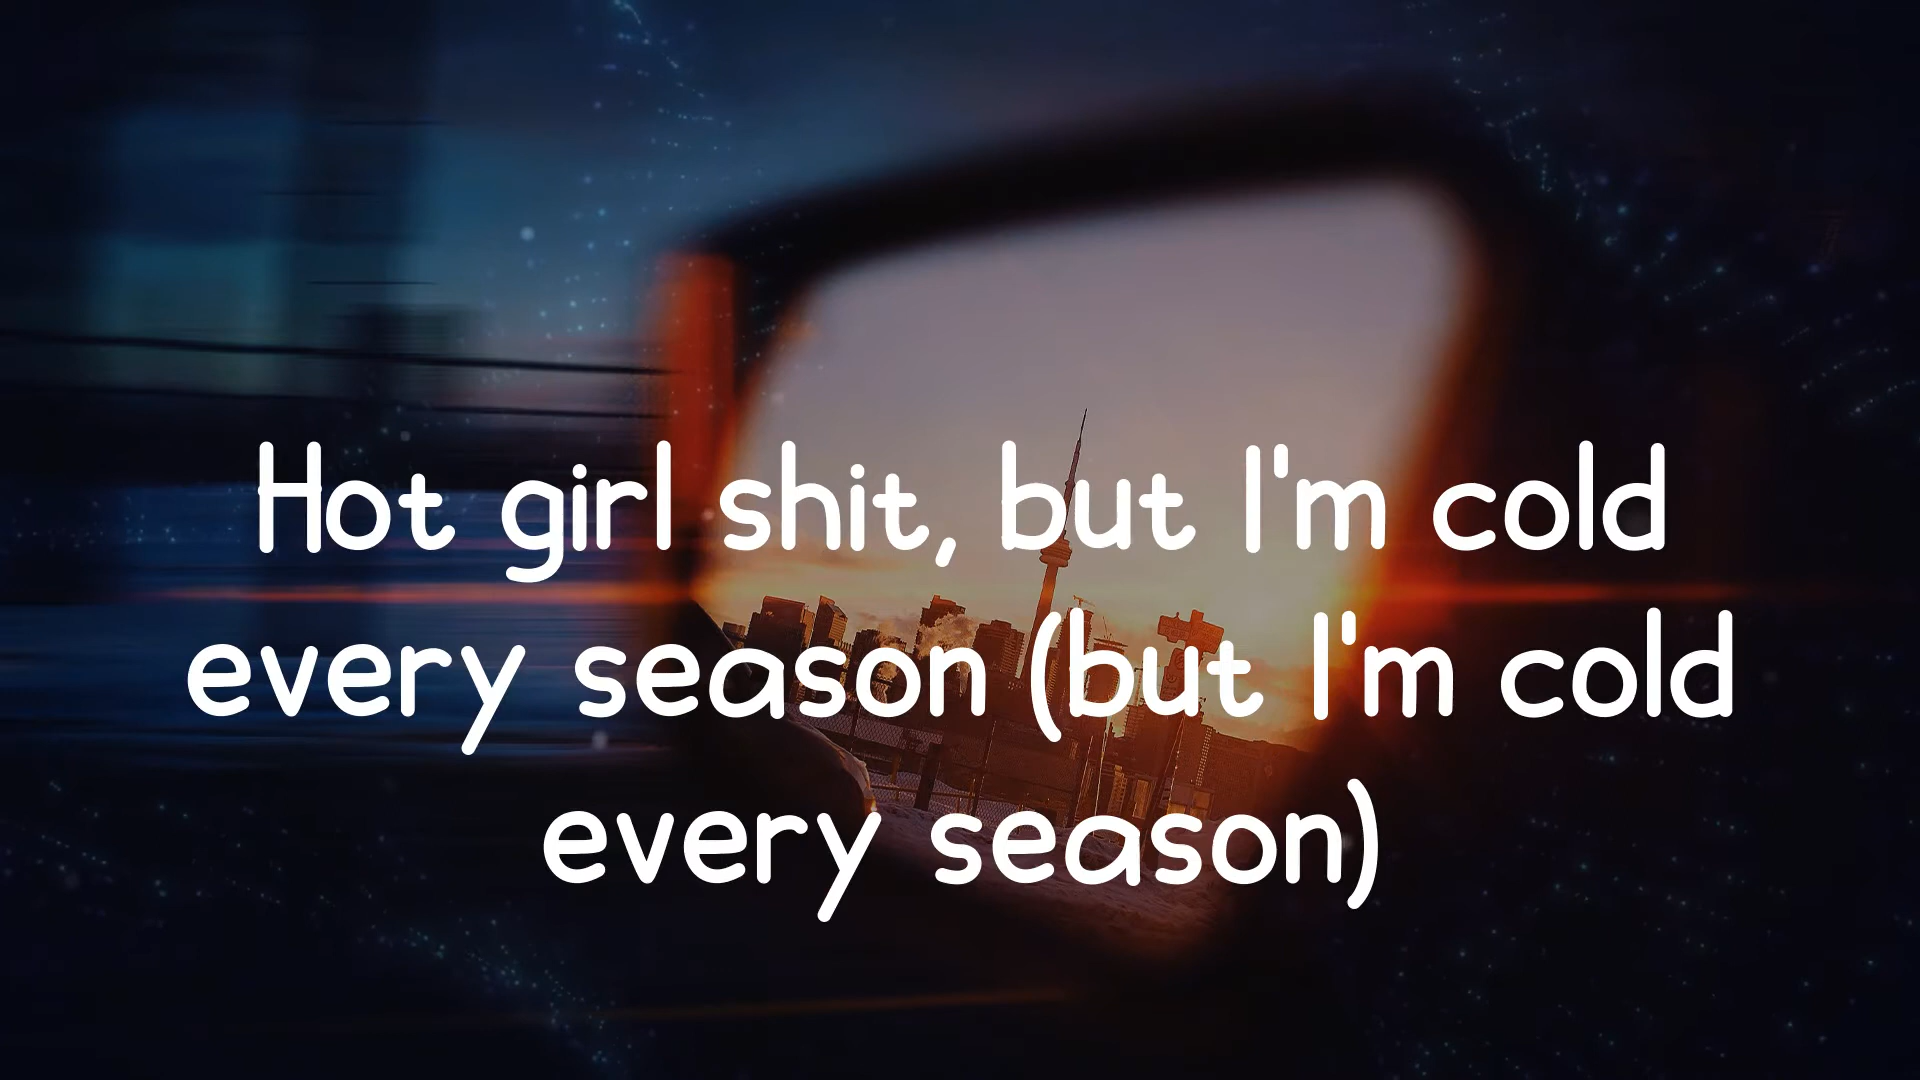 Hot girl shit, but I'm cold
every season (but I'm cold
every season)